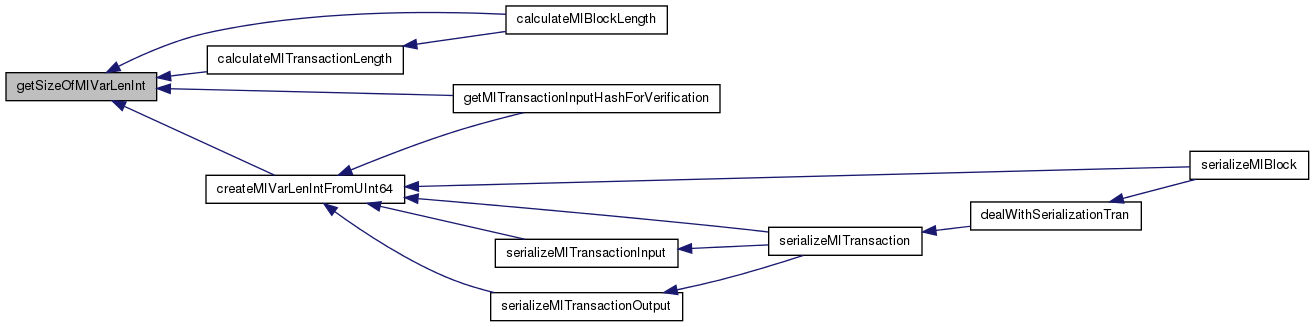 calculateMIBlockLength
calculateMITransactionLength
getSizeOfMIVarLenInt
getMITransactionInputHashForVerification
serializeMIBlock
createMIVarLenIntFromUInt64
dealWithSerializationTran
serializeMITransaction
serializeMITransactionInput
serializeMITransactionOutput